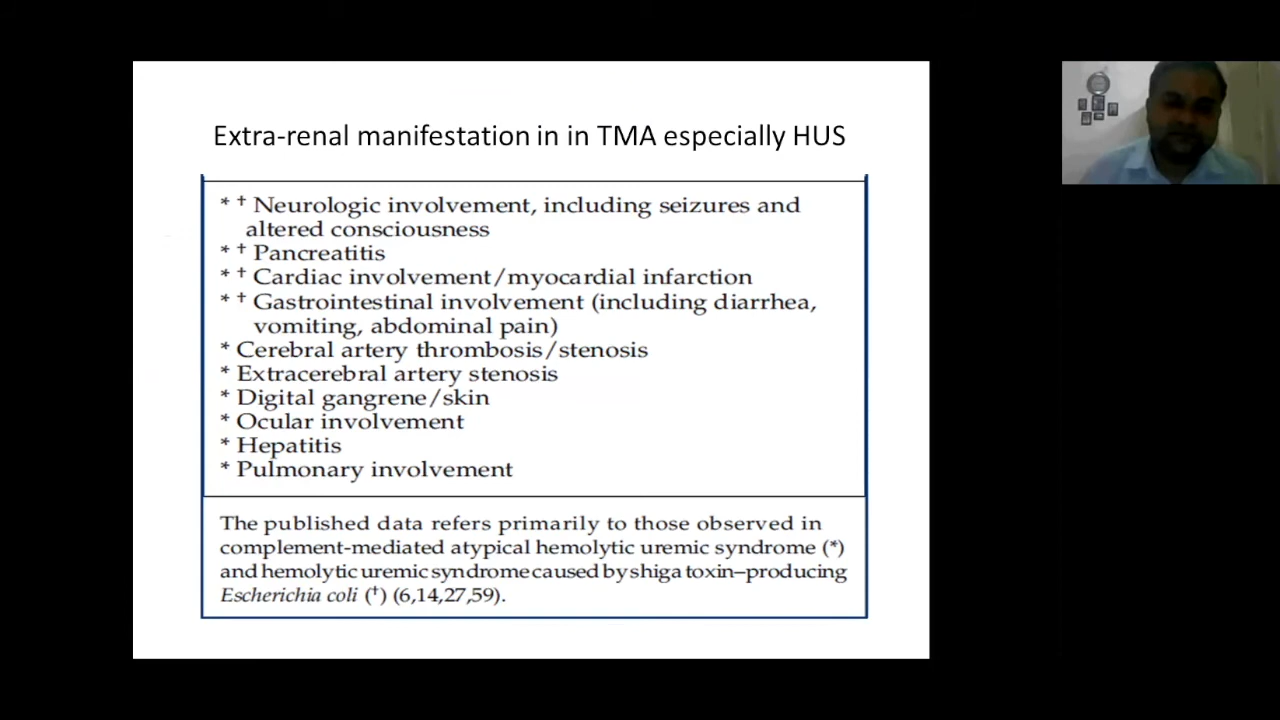 Extra-renal manifestation in in TMA especially HUS
* † Neurologic involvement, including seizures and
altered consciousness
* † Pancreatitis
* † Cardiac involvement/myocardial infarction
* † Gastrointestinal involvement (including diarrhea,
vomiting, abdominal pain)
* Cerebral artery thrombosis/stenosis
* Extracerebral artery stenosis
* Digital gangrene/skin
* Ocular involvement
* Hepatitis
* Pulmonary involvement
The published data refers primarily to those observed in
complement-mediated atypical hemolytic uremic syndrome (*)
and hemolytic uremic syndrome caused by shiga toxin–producing
Escherichia coli (†) (6,14,27,59).